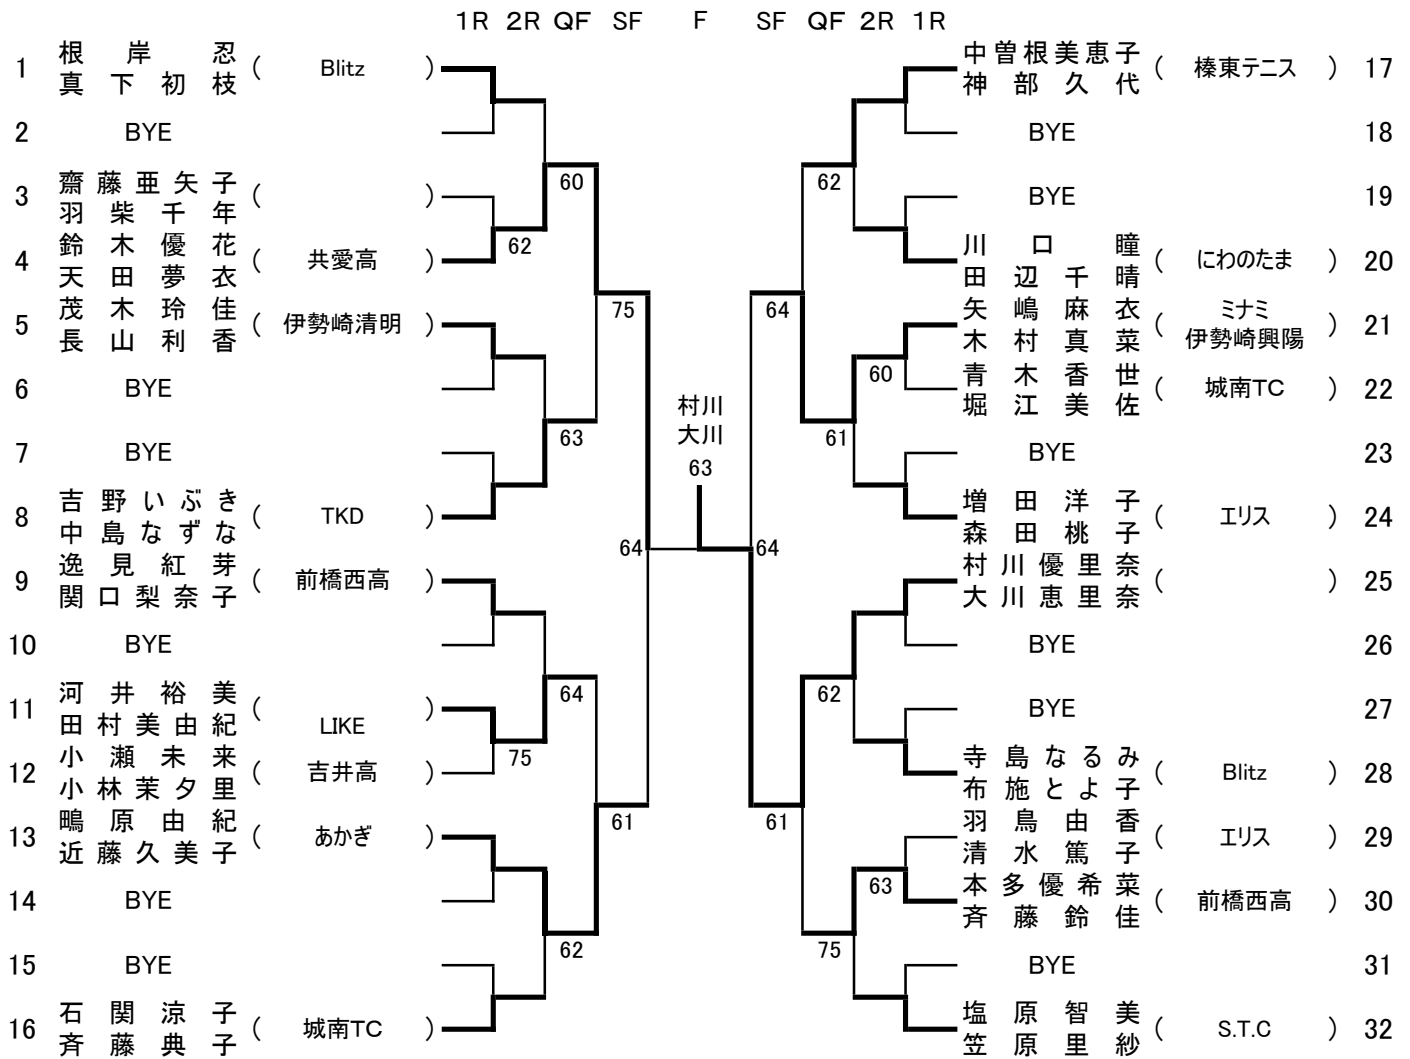 1R 2R QF SF F SF QF 2R 1R
1 根岸忍 真下初枝 ( Blitz )
2 BYE
60
3 齋藤亜矢子 羽柴千年 ( )
62
4 鈴木優花 天田夢衣 ( 共愛高 )
75
5 茂木玲佳 長山利香 ( 伊勢崎清明 )
6 BYE
63
7 BYE
8 吉野いぶき 中島なずな ( TKD )
64
9 逸見紅芽 関口梨奈子 ( 前橋西高 )
10 BYE
64
11 河井裕美 田村美由紀 ( LIKE )
75
12 小瀬未来 小林茉夕里 ( 吉井高 )
61
13 鴫原由紀 近藤久美子 ( あかぎ )
14 BYE
62
15 BYE
16 石関涼子 斉藤典子 ( 城南TC )
村川
大川
63
中曽根美恵子 神部久代 ( 榛東テニス ) 17
BYE 18
62
BYE 19
川口瞳 田辺千晴 ( にわのたま ) 20
64
矢嶋麻衣 木村真菜 ( ミナミ 伊勢崎興陽 ) 21
60
青木香世 堀江美佐 ( 城南TC ) 22
61
BYE 23
増田洋子 森田桃子 ( エリス ) 24
64
村川優里奈 大川恵里奈 ( ) 25
BYE 26
62
BYE 27
寺島なるみ 布施とよ子 ( Blitz ) 28
61
羽鳥由香 清水篤子 ( エリス ) 29
63
本多優希菜 斉藤鈴佳 ( 前橋西高 ) 30
75
BYE 31
塩原智美 笠原里紗 ( S.T.C ) 32